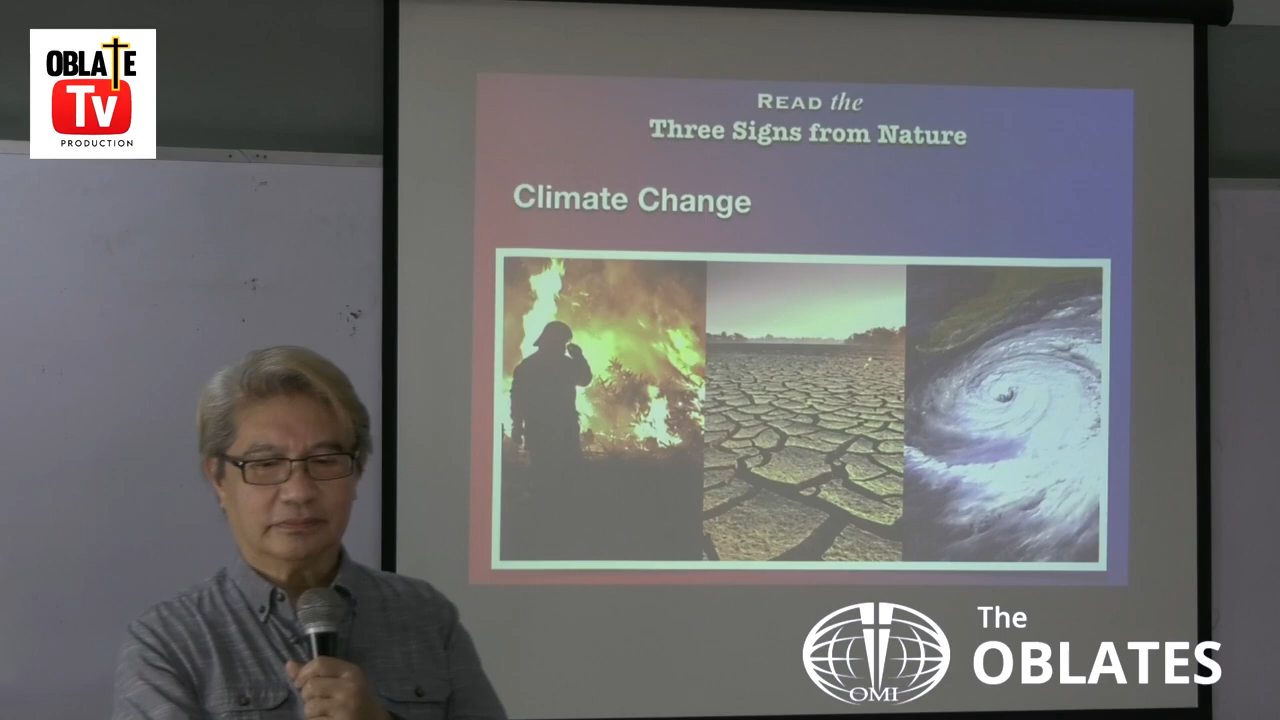 OBLATE
TV
PRODUCTION
READ the
Three Signs from Nature
Climate Change
The
OBLATES
OMI